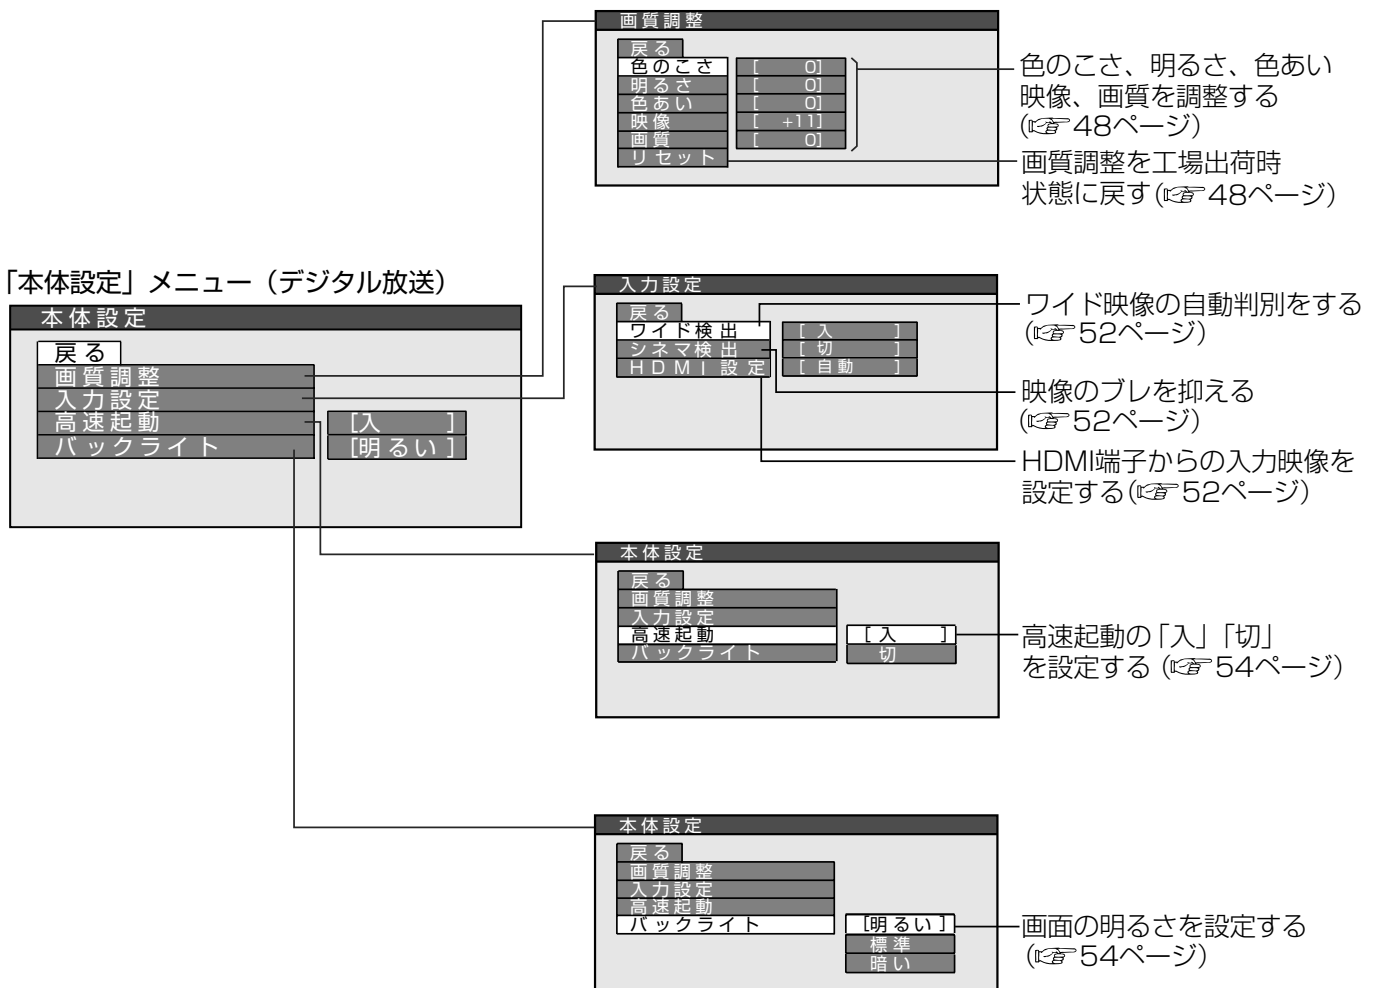 画質調整
戻る
色のこさ [ 0]
明るさ [ 0]
色あい [ 0]
映像 [ +11]
画質 [ 0]
リセット
色のこさ、明るさ、色あい
映像、画質を調整する
(☞48ページ)
画質調整を工場出荷時
状態に戻す(☞48ページ)
「本体設定」メニュー（デジタル放送）
本体設定
戻る
画質調整
入力設定
高速起動 [入 ]
バックライト [明るい]
入力設定
戻る
ワイド検出 [入 ]
シネマ検出 [切 ]
HDMI設定 [自動 ]
ワイド映像の自動判別をする
(☞52ページ)
映像のブレを抑える
(☞52ページ)
HDMI端子からの入力映像を
設定する(☞52ページ)
本体設定
戻る
画質調整
入力設定
高速起動 [入 ]
バックライト 切
高速起動の「入」「切」
を設定する (☞54ページ)
本体設定
戻る
画質調整
入力設定
高速起動
バックライト [明るい]
標準
暗い
画面の明るさを設定する
(☞54ページ)